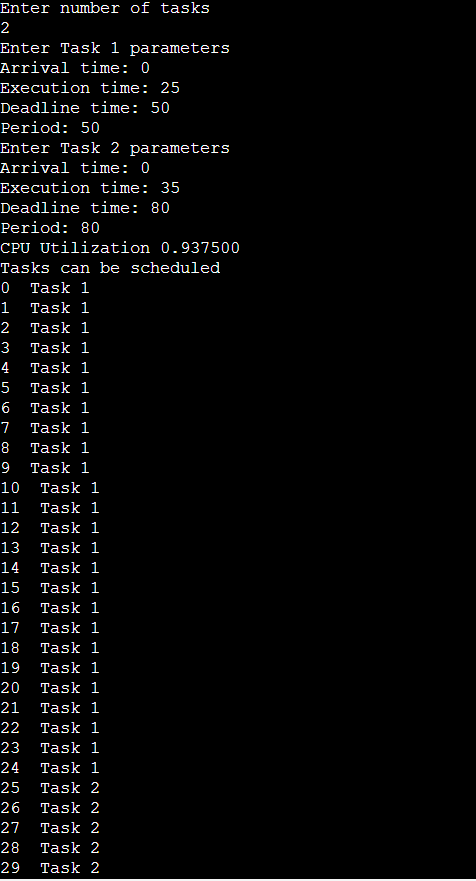 Enter number of tasks
2
Enter Task 1 parameters
Arrival time: 0
Execution time: 25
Deadline time: 50
Period: 50
Enter Task 2 parameters
Arrival time: 0
Execution time: 35
Deadline time: 80
Period: 80
CPU Utilization 0.937500
Tasks can be scheduled
0  Task 1
1  Task 1
2  Task 1
3  Task 1
4  Task 1
5  Task 1
6  Task 1
7  Task 1
8  Task 1
9  Task 1
10  Task 1
11  Task 1
12  Task 1
13  Task 1
14  Task 1
15  Task 1
16  Task 1
17  Task 1
18  Task 1
19  Task 1
20  Task 1
21  Task 1
22  Task 1
23  Task 1
24  Task 1
25  Task 2
26  Task 2
27  Task 2
28  Task 2
29  Task 2